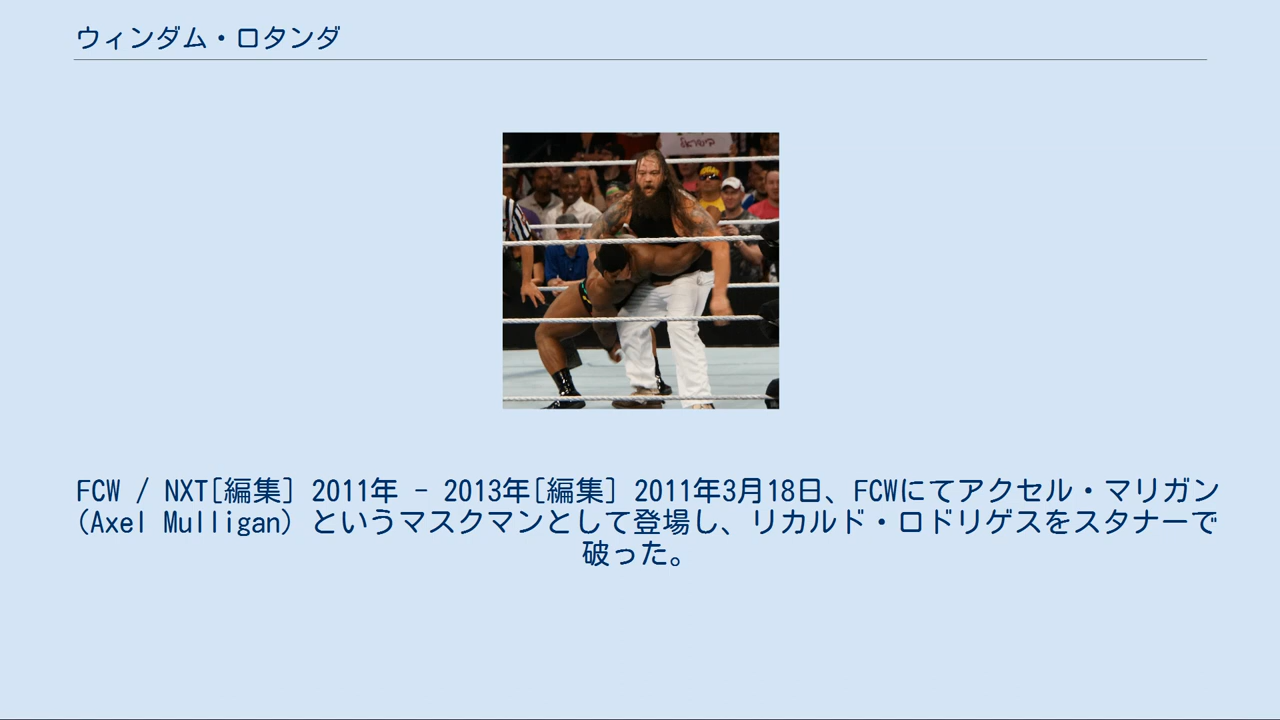 ウィンダム・ロタンダ
FCW / NXT[編集] 2011年 - 2013年[編集] 2011年3月18日、FCWにてアクセル・マリガン
(Axel Mulligan) というマスクマンとして登場し、リカルド・ロドリゲスをスタナーで
破った。